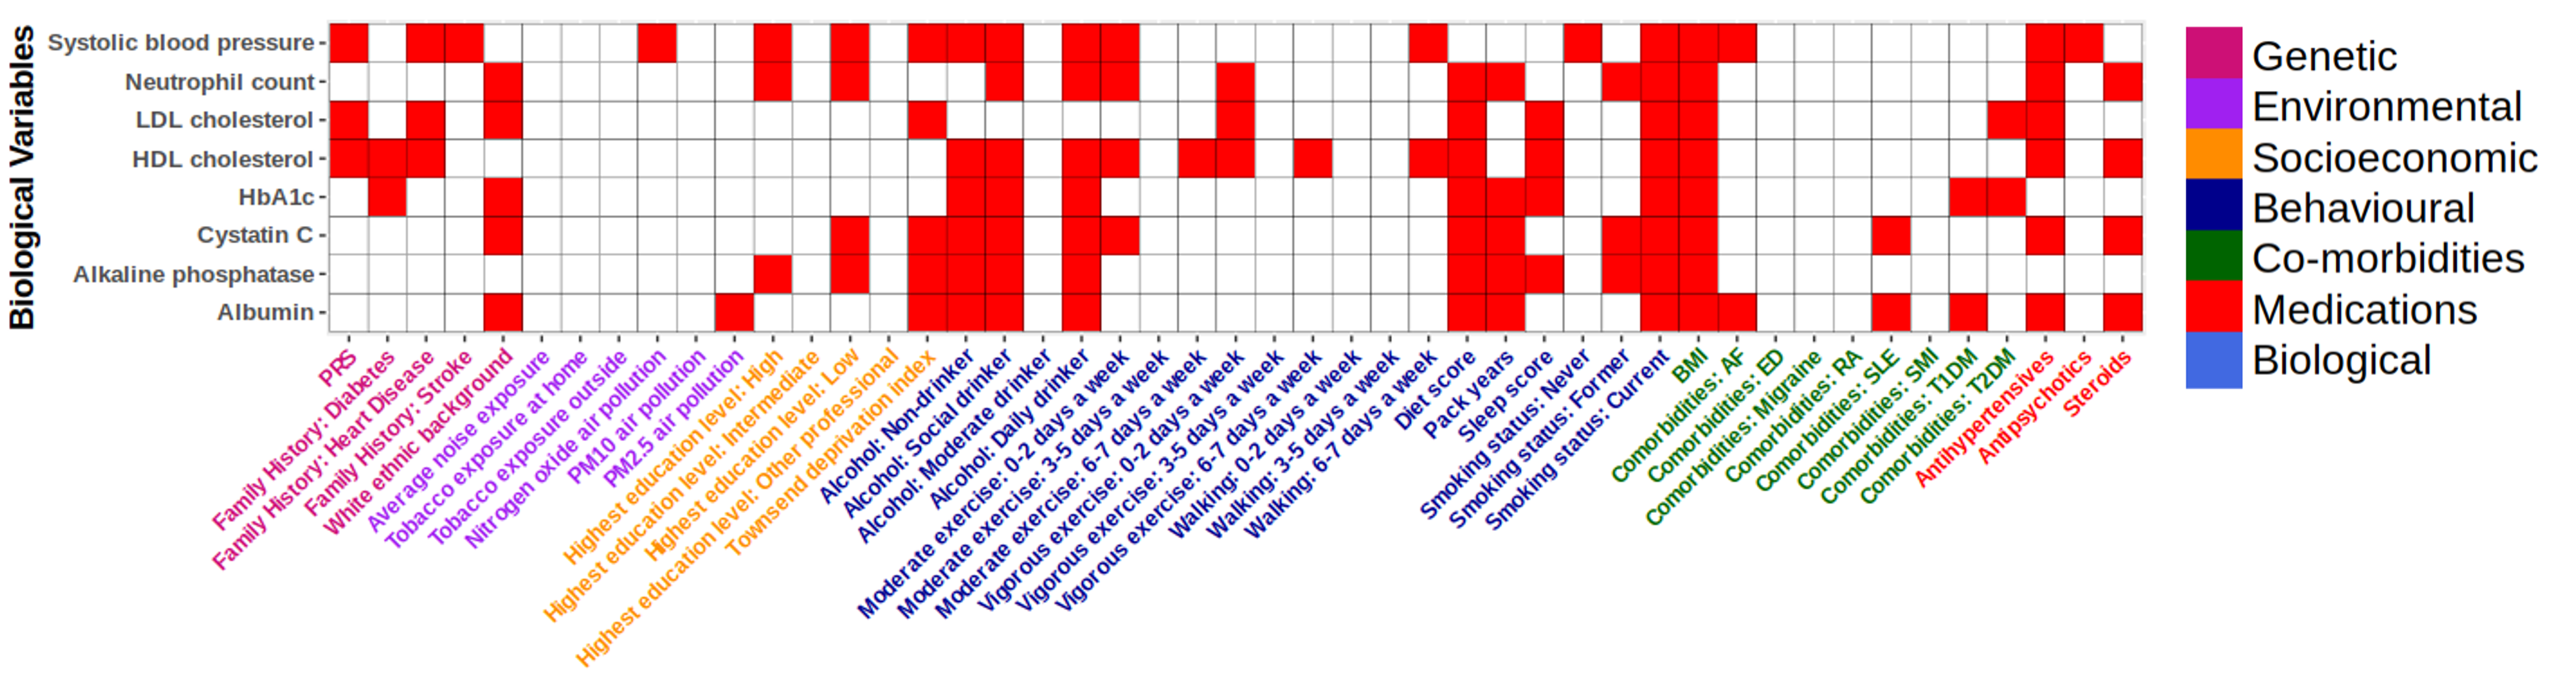 Biological Variables
Systolic blood pressure
Neutrophil count
LDL cholesterol
HDL cholesterol
HbA1c
Cystatin C
Alkaline phosphatase
Albumin
PRS
Family History: Diabetes
Family History: Heart Disease
Family History: Stroke
White ethnic background
Average noise exposure
Tobacco exposure at home
Tobacco exposure outside
Nitrogen oxide air pollution
PM10 air pollution
PM2.5 air pollution
Highest education level: High
Highest education level: Intermediate
Highest education level: Low
Highest education level: Other professional
Townsend deprivation index
Alcohol: Non-drinker
Alcohol: Social drinker
Alcohol: Moderate drinker
Alcohol: Daily drinker
Moderate exercise: 0-2 days a week
Moderate exercise: 3-5 days a week
Moderate exercise: 6-7 days a week
Vigorous exercise: 0-2 days a week
Vigorous exercise: 3-5 days a week
Vigorous exercise: 6-7 days a week
Walking: 0-2 days a week
Walking: 3-5 days a week
Walking: 6-7 days a week
Diet score
Pack years
Sleep score
Smoking status: Never
Smoking status: Former
Smoking status: Current
BMI
Comorbidities: AF
Comorbidities: ED
Comorbidities: Migraine
Comorbidities: RA
Comorbidities: SLE
Comorbidities: SMI
Comorbidities: T1DM
Comorbidities: T2DM
Antihypertensives
Antipsychotics
Steroids
Genetic
Environmental
Socioeconomic
Behavioural
Co-morbidities
Medications
Biological